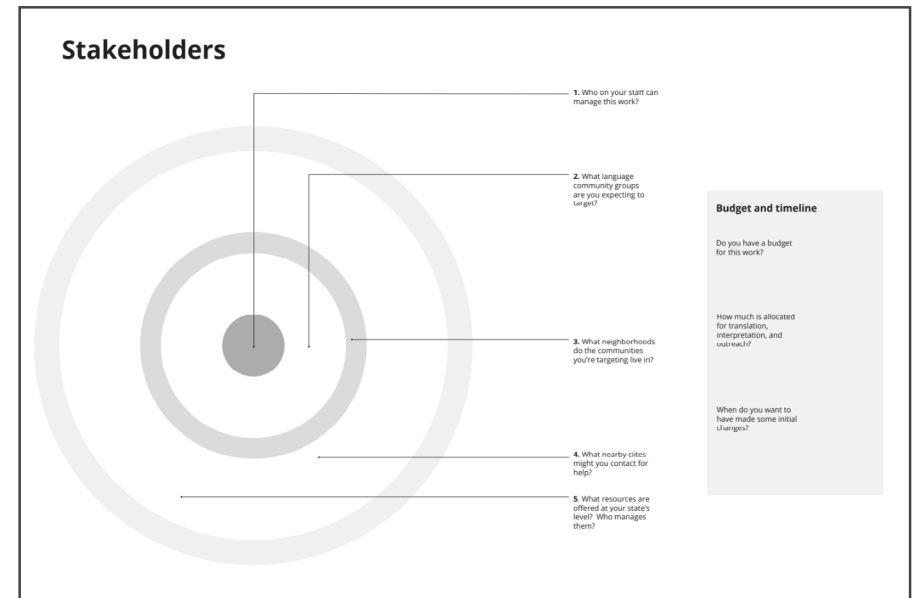 Stakeholders
1. Who on your staff can
manage this work?
2. What language
community groups
are you expecting to
target?
3. What neighborhoods
do the communities
you're targeting live in?
4. What nearby cities
might you contact for
help?
5. What resources are
offered at your state's
level? Who manages
them?
Budget and timeline
Do you have a budget
for this work?
How much is allocated
for translation,
interpretation, and
outreach?
When do you want to
have made some initial
changes?